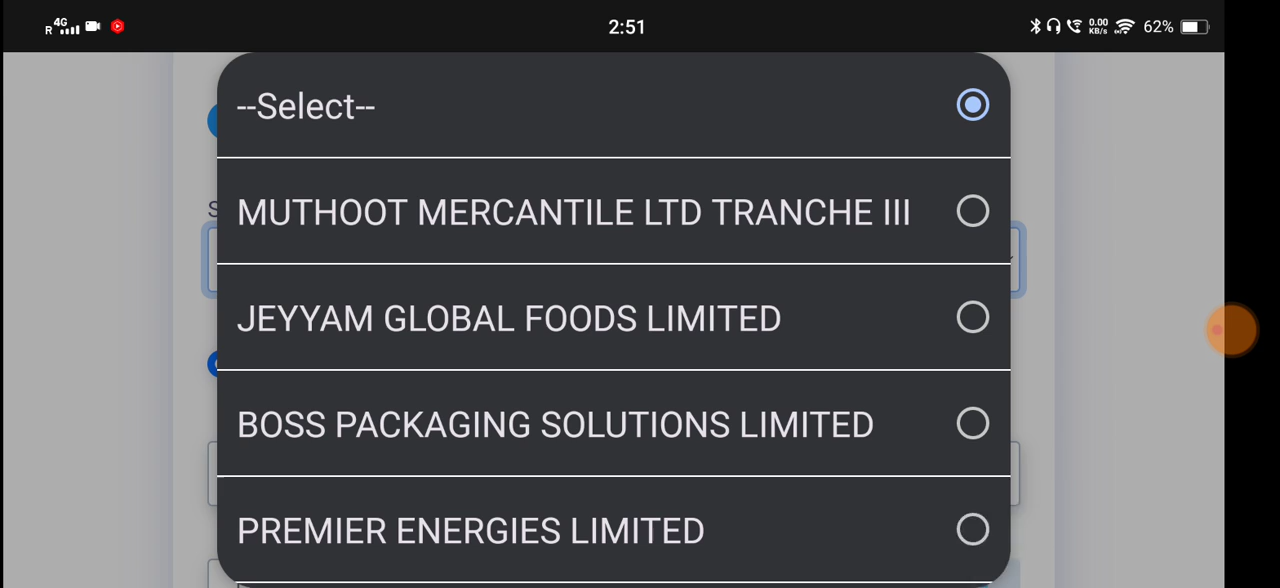 R 4G 2:51 0.00 KB/s 62%
--Select--
S
MUTHOOT MERCANTILE LTD TRANCHE III
JEYYAM GLOBAL FOODS LIMITED
BOSS PACKAGING SOLUTIONS LIMITED
PREMIER ENERGIES LIMITED